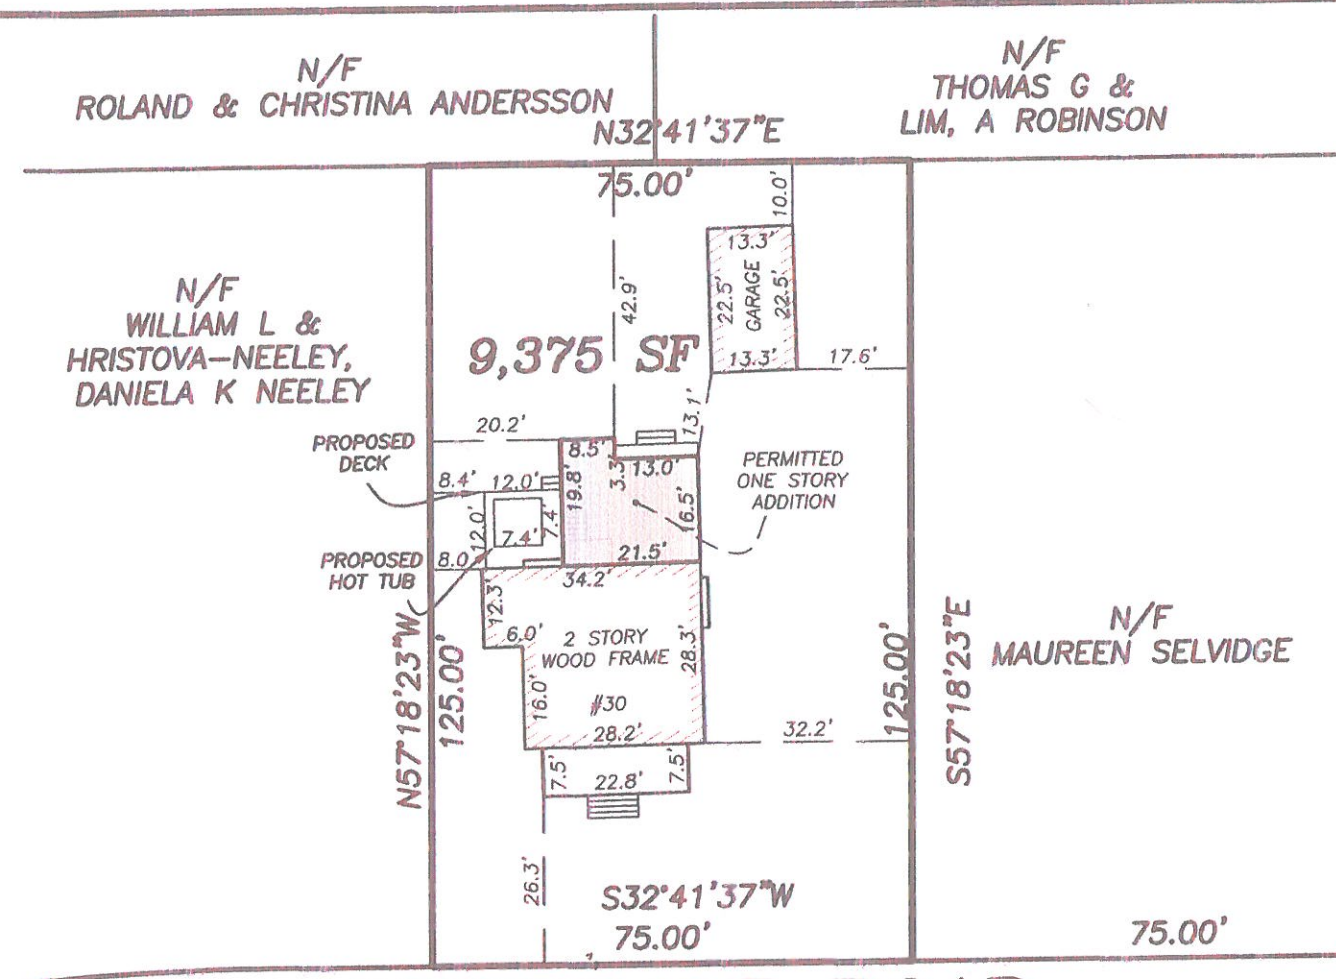 N/F
ROLAND & CHRISTINA ANDERSSON
N/F
THOMAS G &
LIM, A ROBINSON
N32°41'37"E
75.00'
10.0'
13.3'
22.5'
GARAGE
22.5'
13.3'
17.6'
42.9'
N/F
WILLIAM L &
HRISTOVA-NEELEY,
DANIELA K NEELEY
9,375 SF
13.1'
20.2'
PROPOSED
DECK
8.5'
3.3'
13.0'
19.8'
16.5'
PERMITTED
ONE STORY
ADDITION
8.4'
12.0'
12.0'
7.4'
7.4'
21.5'
PROPOSED
HOT TUB
8.0'
34.2'
12.3'
6.0'
2 STORY
WOOD FRAME
28.3'
16.0'
#30
28.2'
32.2'
N57°18'23"W
125.00'
125.00'
S57°18'23"E
N/F
MAUREEN SELVIDGE
7.5'
22.8'
7.5'
26.3'
S32°41'37"W
75.00'
75.00'